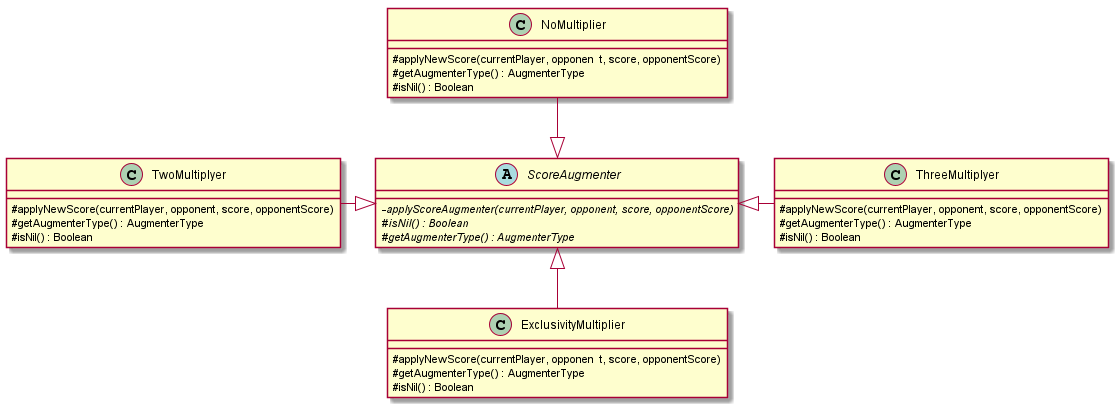 C NoMultiplier
#applyNewScore(currentPlayer, opponen t, score, opponentScore)
#getAugmenterType() : AugmenterType
#isNil() : Boolean
C TwoMultiplyer
#applyNewScore(currentPlayer, opponent, score, opponentScore)
#getAugmenterType() : AugmenterType
#isNil() : Boolean
A ScoreAugmenter
-applyScoreAugmenter(currentPlayer, opponent, score, opponentScore)
#isNil() : Boolean
#getAugmenterType() : AugmenterType
C ThreeMultiplyer
#applyNewScore(currentPlayer, opponent, score, opponentScore)
#getAugmenterType() : AugmenterType
#isNil() : Boolean
C ExclusivityMultiplier
#applyNewScore(currentPlayer, opponen t, score, opponentScore)
#getAugmenterType() : AugmenterType
#isNil() : Boolean